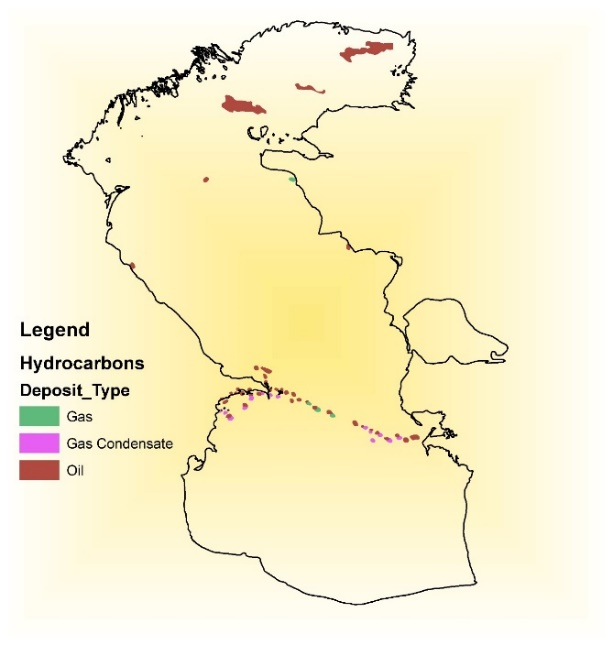 Legend
Hydrocarbons
Deposit_Type
Gas
Gas Condensate
Oil